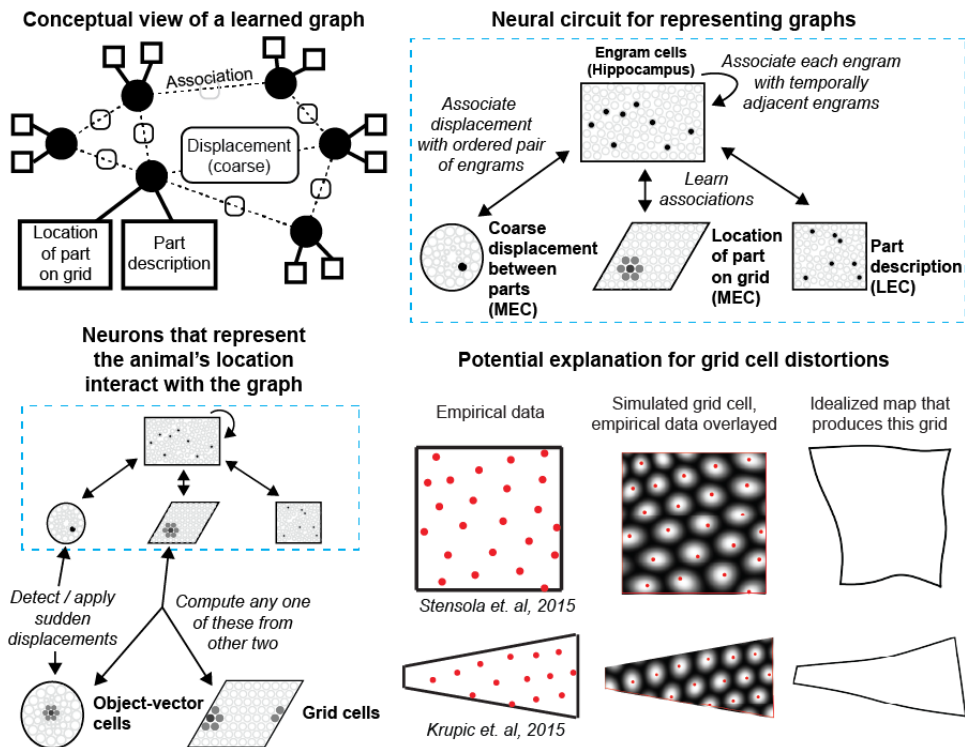 Conceptual view of a learned graph
Association
Displacement
(coarse)
Location
of part
on grid
Part
description
Neural circuit for representing graphs
Engram cells
(Hippocampus)
Associate each engram
with temporally
adjacent engrams
Associate
displacement
with ordered pair
of engrams
Learn
associations
Coarse
displacement
between
parts
(MEC)
Location
of part
on grid
(MEC)
Part
description
(LEC)
Neurons that represent
the animal's location
interact with the graph
Detect / apply
sudden
displacements
Compute any one
of these from
other two
Object-vector
cells
Grid cells
Potential explanation for grid cell distortions
Empirical data
Simulated grid cell,
empirical data overlayed
Idealized map that
produces this grid
Stensola et. al, 2015
Krupic et. al, 2015